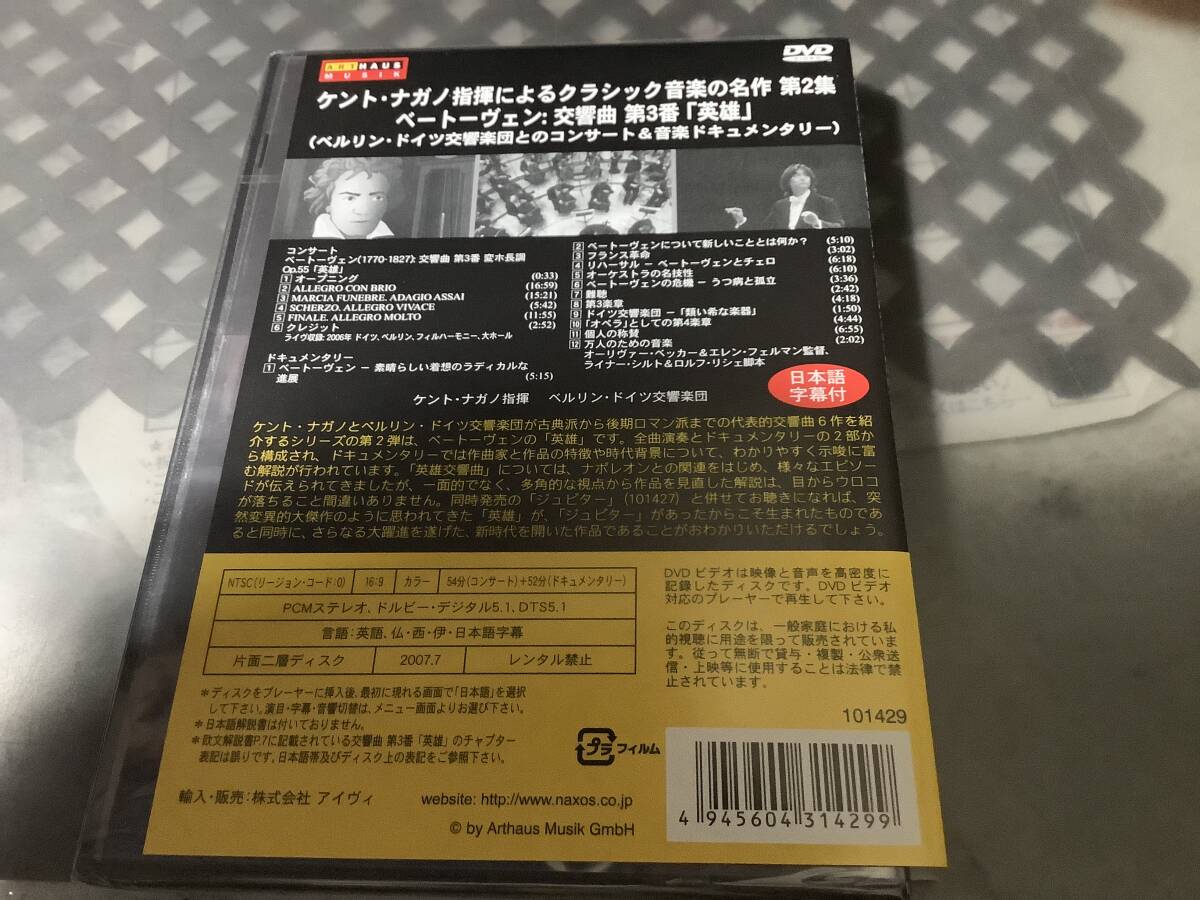 ARTHAUS
MUSIK
DVD
VIDEO
ケント・ナガノ指揮によるクラシック音楽の名作 第2集
ベートーヴェン: 交響曲 第3番「英雄」
(ベルリン・ドイツ交響楽団とのコンサート&音楽ドキュメンタリー)
コンサート
ベートーヴェン(1770-1827): 交響曲 第3番 変ホ長調
Op.55「英雄」
1 オープニング (0:33)
2 ALLEGRO CON BRIO (16:59)
3 MARCIA FUNEBRE. ADAGIO ASSAI (15:21)
4 SCHERZO. ALLEGRO VIVACE (5:42)
5 FINALE. ALLEGRO MOLTO (11:55)
6 クレジット (2:52)
ライヴ収録: 2006年 ドイツ、ベルリン、フィルハーモニー、大ホール
ドキュメンタリー
1 ベートーヴェン – 素晴らしい着想のラディカルな
進展 (5:15)
2 ベートーヴェンについて新しいこととは何か? (5:10)
3 フランス革命 (3:02)
4 リハーサル – ベートーヴェンとチェロ (6:18)
5 オーケストラの名技性 (6:10)
6 ベートーヴェンの危機 – うつ病と孤立 (3:36)
7 難聴 (2:42)
8 第3楽章 (4:18)
9 ドイツ交響楽団 –「類い希な楽器」 (1:50)
10 「オペラ」としての第4楽章 (4:44)
11 個人の称賛 (6:55)
12 万人のための音楽 (2:02)
オーリヴァー・ベッカー&エレン・フェルマン監督、
ライナー・シルト&ロルフ・リシェ脚本
日本語
字幕付
ケント・ナガノ指揮 ベルリン・ドイツ交響楽団
ケント・ナガノとベルリン・ドイツ交響楽団が古典派から後期ロマン派までの代表的交響曲6作を紹
介するシリーズの第2弾は、ベートーヴェンの「英雄」です。全曲演奏とドキュメンタリーの2部か
ら構成され、ドキュメンタリーでは作曲家と作品の特徴や時代背景について、わかりやすく示唆に富
む解説が行われています。「英雄交響曲」については、ナポレオンとの関連をはじめ、様々なエピソー
ドが伝えられてきましたが、一面的でなく、多角的な視点から作品を見直した解説は、目からウロコ
が落ちること間違いありません。同時発売の「ジュピター」(101427)と併せてお聴きになれば、突
然変異的大傑作のように思われてきた「英雄」が、「ジュピター」があったからこそ生まれたものであ
ると同時に、さらなる大躍進を遂げた、新時代を開いた作品であることがおわかりいただけるでしょう。
NTSC(リージョン・コード:0) 16:9 カラー 54分(コンサート)+52分(ドキュメンタリー)
PCMステレオ、ドルビー・デジタル5.1、DTS5.1
言語: 英語、仏・西・伊・日本語字幕
片面二層ディスク 2007.7 レンタル禁止
*ディスクをプレーヤーに挿入後、最初に現れる画面で「日本語」を選択
して下さい。演目・字幕・音響切替は、メニュー画面よりお選び下さい。
*日本語解説書は付いておりません。
*欧文解説書P.7に記載されている交響曲 第3番「英雄」のチャプター
表記は誤りです。日本語帯及びディスク上の表記をご参照下さい。
輸入・販売: 株式会社 アイヴィ
website: http://www.naxos.co.jp
© by Arthaus Musik GmbH
DVDビデオは映像と音声を高密度に
記録したディスクです。DVDビデオ
対応のプレーヤーで再生して下さい。
このディスクは、一般家庭における私
的視聴に用途を限って販売されていま
す。従って無断で貸与・複製・公衆送
信・上映等に使用することは法律で禁
止されています。
101429
プラ フィルム
4 945604 314299